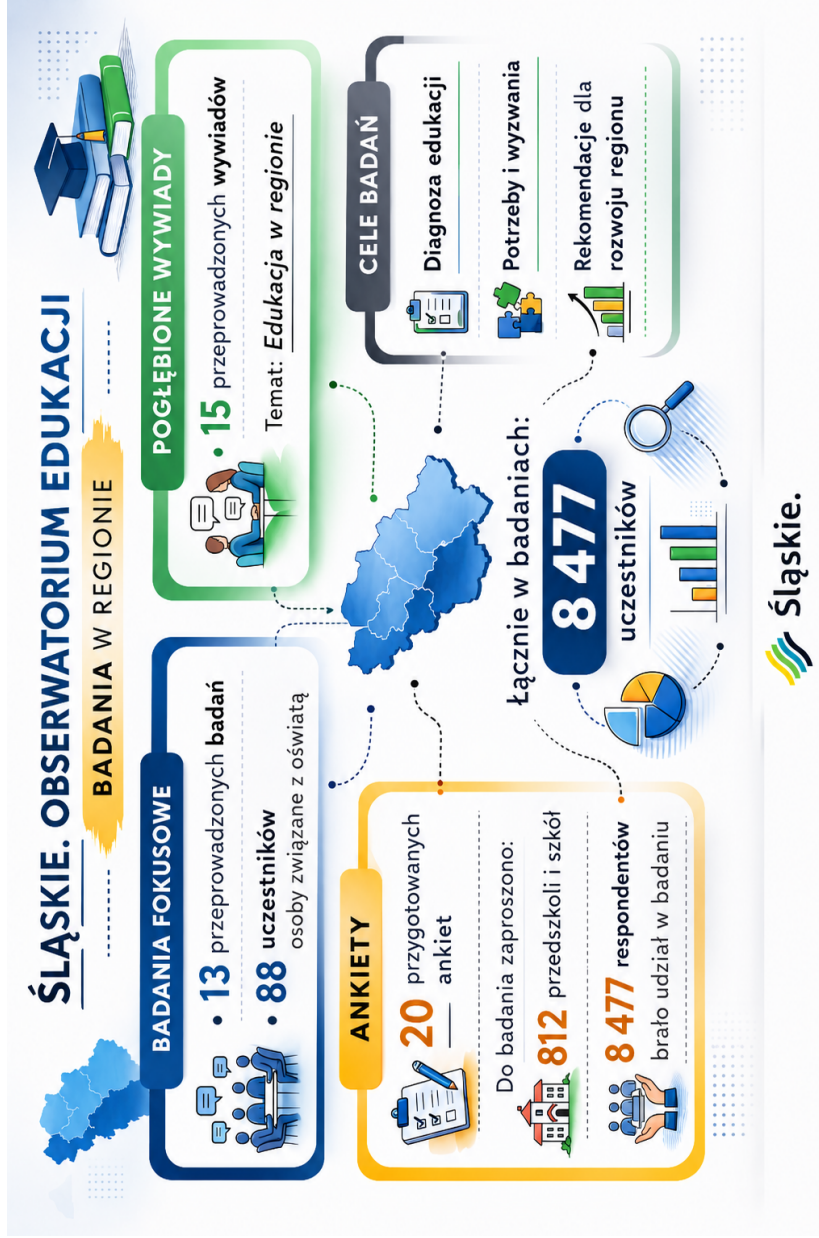 ŚLĄSKIE. OBSERWATORIUM EDUKACJI
BADANIA W REGIONIE
BADANIA FOKUSOWE
• 13 przeprowadzonych badań
• 88 uczestników
osoby związane z oświatą
POGŁĘBIONE WYWIADY
• 15 przeprowadzonych wywiadów
Temat: Edukacja w regionie
ANKIETY
20 przygotowanych
ankiet
Do badania zaproszono:
812 przedszkoli i szkół
8 477 respondentów
brało udział w badaniu
Łącznie w badaniach:
8 477
uczestników
CELE BADAŃ
Diagnoza edukacji
Potrzeby i wyzwania
Rekomendacje dla
rozwoju regionu
Śląskie.